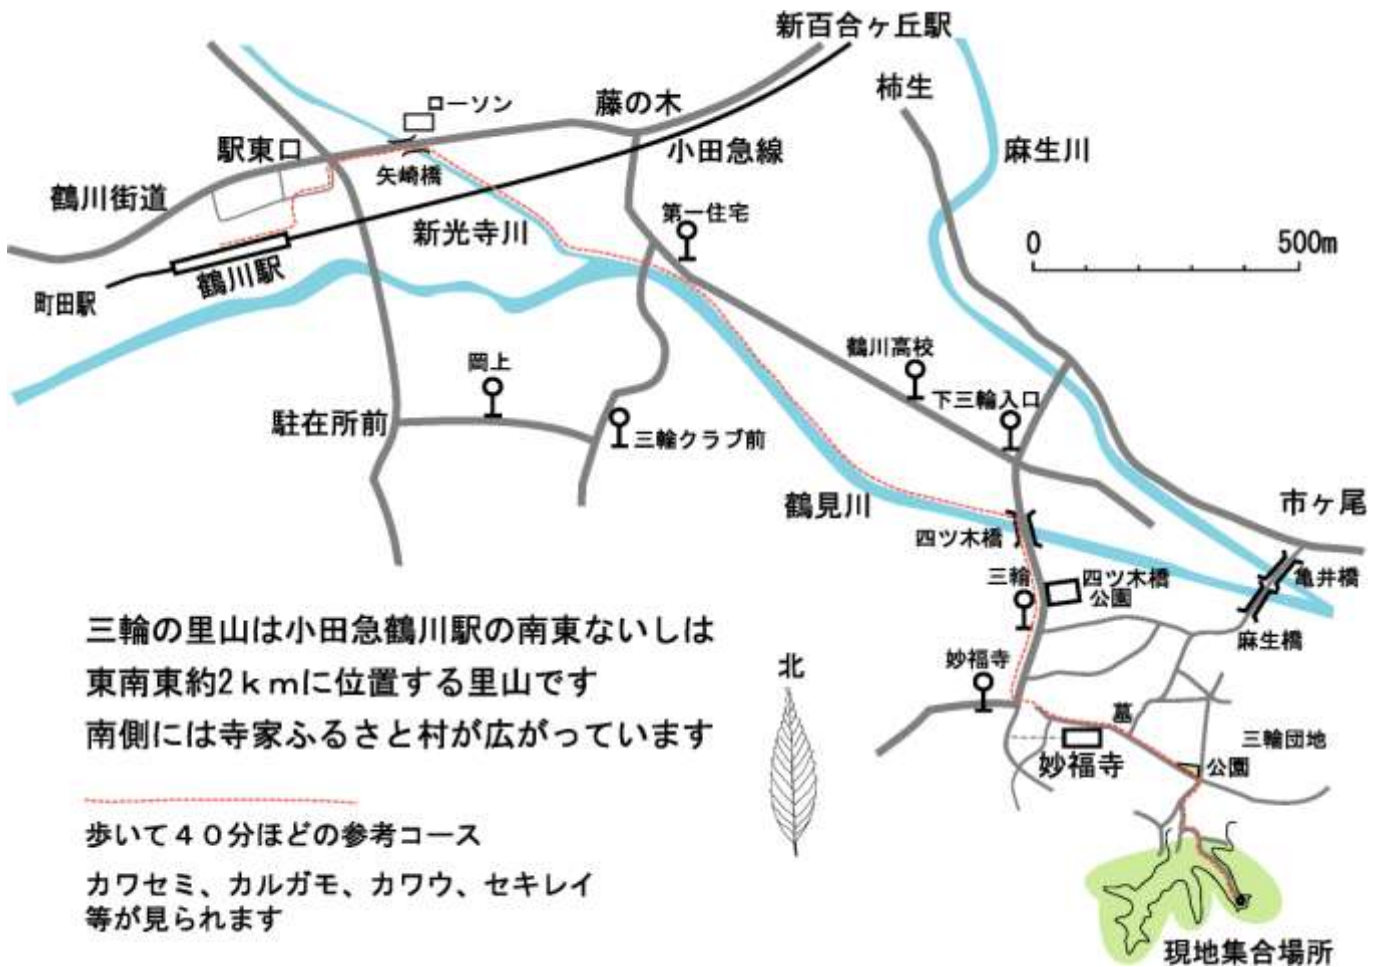 新百合ヶ丘駅
柿生
ローソン
藤の木
駅東口
小田急線
麻生川
矢崎橋
鶴川街道
第一住宅
新光寺川
0 500m
鶴川駅
町田駅
鶴川高校
岡上
下三輪入口
駐在所前
三輪クラブ前
鶴見川
市ヶ尾
四ツ木橋
三輪
四ツ木橋
公園
亀井橋
麻生橋
三輪の里山は小田急鶴川駅の南東ないしは
東南東約2kmに位置する里山です
南側には寺家ふるさと村が広がっています
北
妙福寺
墓
三輪団地
妙福寺
公園
歩いて40分ほどの参考コース
カワセミ、カルガモ、カワウ、セキレイ
等が見られます
現地集合場所